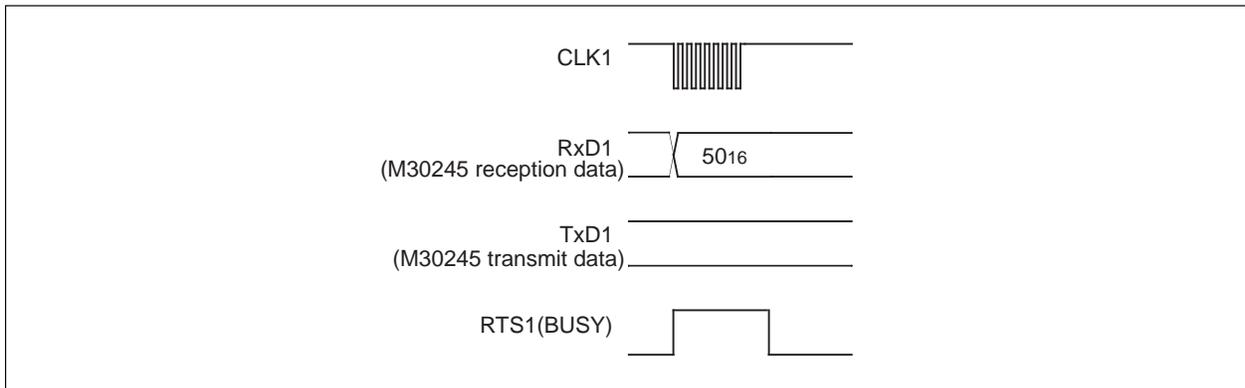 CLK1
RxD1
(M30245 reception data)
5016
TxD1
(M30245 transmit data)
RTS1(BUSY)